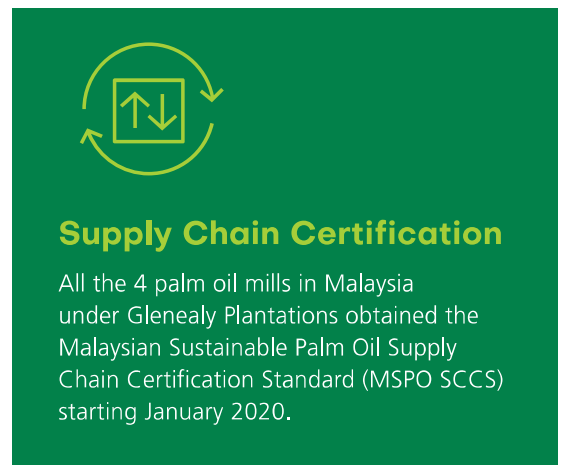 Supply Chain Certification
All the 4 palm oil mills in Malaysia
under Glenealy Plantations obtained the
Malaysian Sustainable Palm Oil Supply
Chain Certification Standard (MSPO SCCS)
starting January 2020.